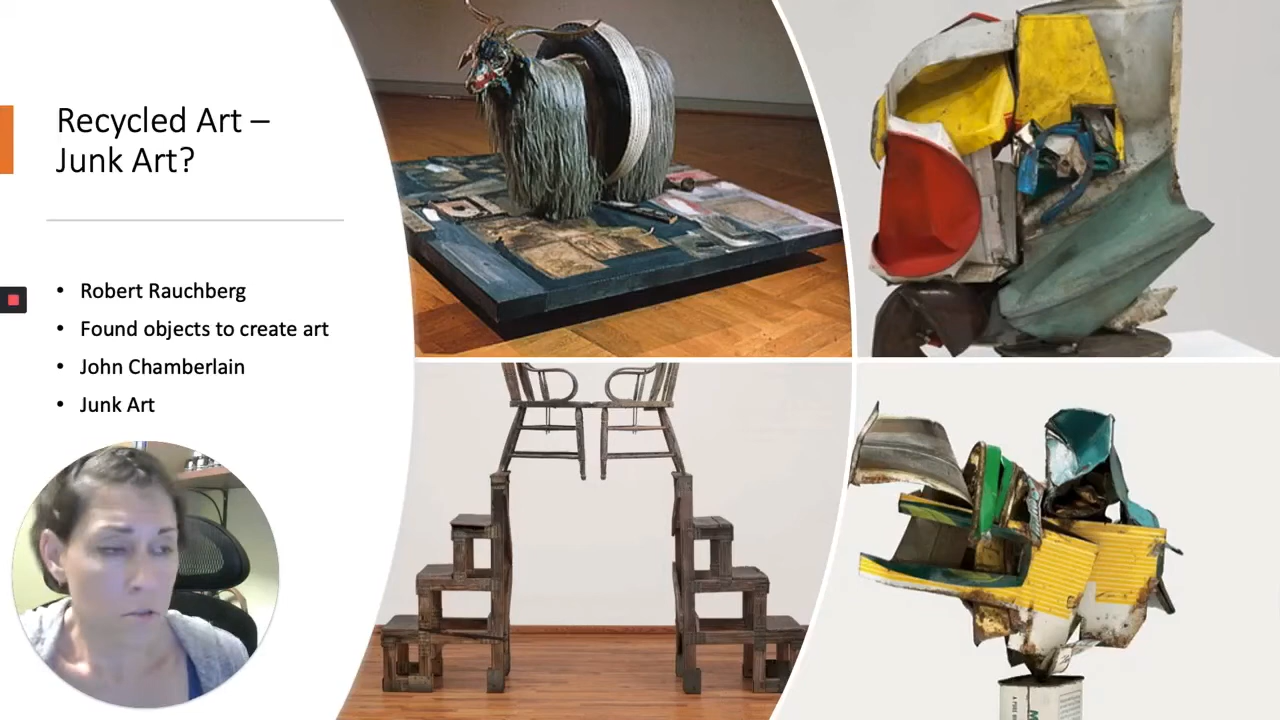 Recycled Art –
Junk Art?
• Robert Rauchberg
• Found objects to create art
• John Chamberlain
• Junk Art